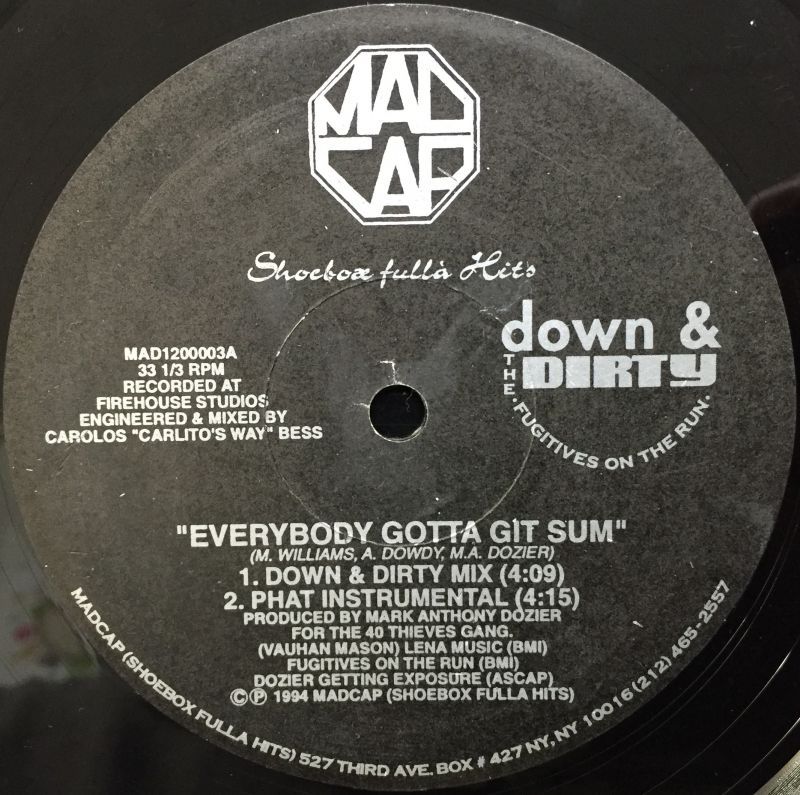 MAD
CAP
Shoebox fulla Hits
down &
THE DIRTY
·FUGITIVES ON THE RUN·
MAD1200003A
33 1/3 RPM
RECORDED AT
FIREHOUSE STUDIOS
ENGINEERED & MIXED BY
CAROLOS "CARLITO'S WAY" BESS
"EVERYBODY GOTTA GIT SUM"
(M. WILLIAMS, A. DOWDY, M.A. DOZIER)
1. DOWN & DIRTY MIX (4:09)
2. PHAT INSTRUMENTAL (4:15)
PRODUCED BY MARK ANTHONY DOZIER
FOR THE 40 THIEVES GANG.
(VAUHAN MASON) LENA MUSIC (BMI)
FUGITIVES ON THE RUN (BMI)
DOZIER GETTING EXPOSURE (ASCAP)
©℗ 1994 MADCAP (SHOEBOX FULLA HITS)
MADCAP (SHOEBOX FULLA HITS) 527 THIRD AVE. BOX # 427 NY, NY 10016 (212) 465-2557